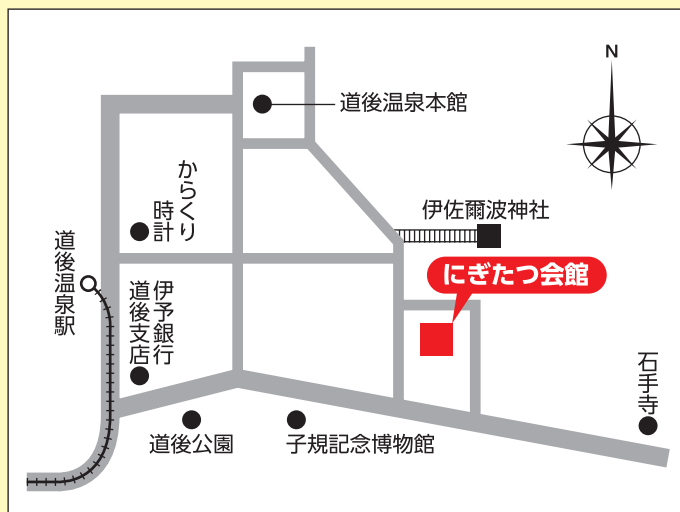 N
道後温泉本館
からくり
時計
伊佐爾波神社
道後温泉駅
にぎたつ会館
伊予銀行
道後支店
石手寺
道後公園
子規記念博物館